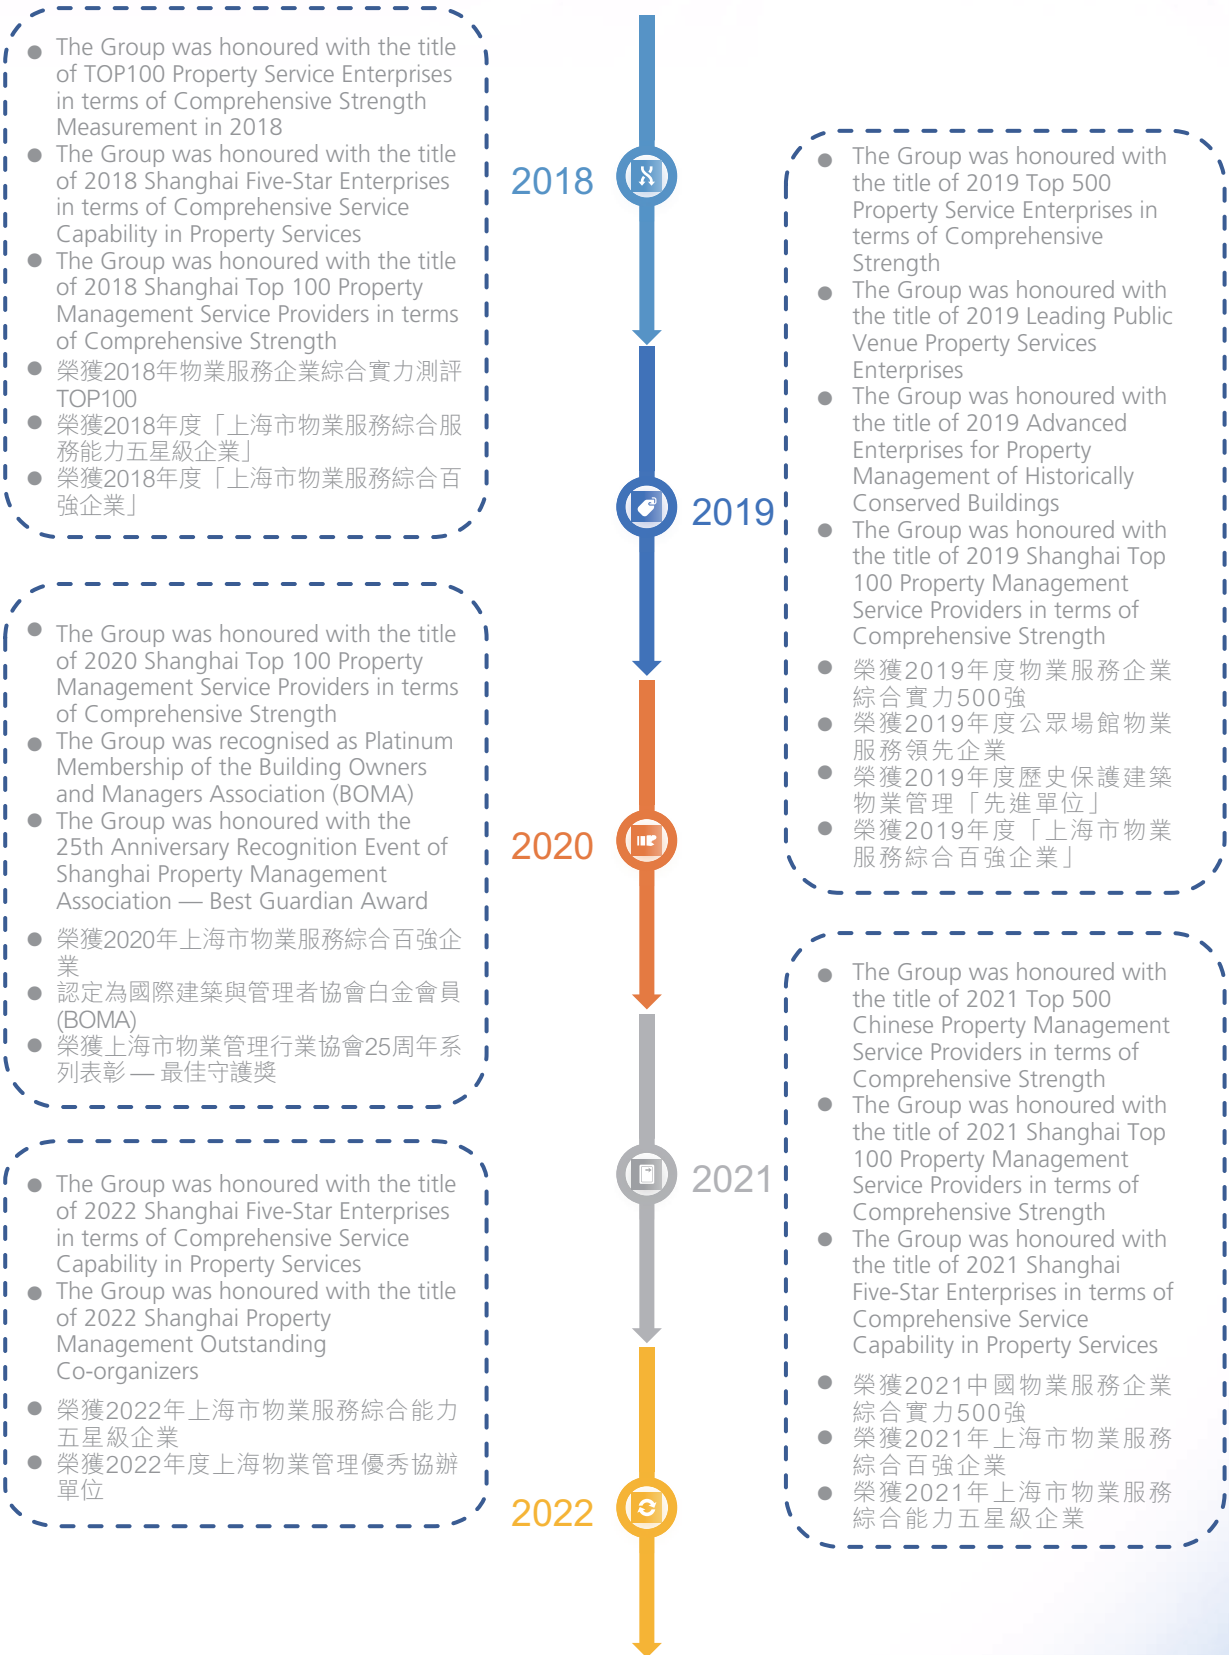 The Group was honoured with the title
of TOP100 Property Service Enterprises
in terms of Comprehensive Strength
Measurement in 2018
The Group was honoured with the title
of 2018 Shanghai Five-Star Enterprises
in terms of Comprehensive Service
Capability in Property Services
The Group was honoured with the title
of 2018 Shanghai Top 100 Property
Management Service Providers in terms
of Comprehensive Strength
榮獲2018年物業服務企業綜合實力測評
TOP100
榮獲2018年度「上海市物業服務綜合服
務能力五星級企業」
榮獲2018年度「上海市物業服務綜合百
強企業」
2018
2019
The Group was honoured with
the title of 2019 Top 500
Property Service Enterprises in
terms of Comprehensive
Strength
The Group was honoured with
the title of 2019 Leading Public
Venue Property Services
Enterprises
The Group was honoured with
the title of 2019 Advanced
Enterprises for Property
Management of Historically
Conserved Buildings
The Group was honoured with
the title of 2019 Shanghai Top
100 Property Management
Service Providers in terms of
Comprehensive Strength
榮獲2019年度物業服務企業
綜合實力500強
榮獲2019年度公眾場館物業
服務領先企業
榮獲2019年度歷史保護建築
物業管理「先進單位」
榮獲2019年度「上海市物業
服務綜合百強企業」
The Group was honoured with the title
of 2020 Shanghai Top 100 Property
Management Service Providers in terms
of Comprehensive Strength
The Group was recognised as Platinum
Membership of the Building Owners
and Managers Association (BOMA)
The Group was honoured with the
25th Anniversary Recognition Event of
Shanghai Property Management
Association — Best Guardian Award
榮獲2020年上海市物業服務綜合百強企
業
認定為國際建築與管理者協會白金會員
(BOMA)
榮獲上海市物業管理行業協會25周年系
列表彰 — 最佳守護獎
2020
2021
The Group was honoured with
the title of 2021 Top 500
Chinese Property Management
Service Providers in terms of
Comprehensive Strength
The Group was honoured with
the title of 2021 Shanghai Top
100 Property Management
Service Providers in terms of
Comprehensive Strength
The Group was honoured with
the title of 2021 Shanghai
Five-Star Enterprises in terms of
Comprehensive Service
Capability in Property Services
榮獲2021中國物業服務企業
綜合實力500強
榮獲2021年上海市物業服務
綜合百強企業
榮獲2021年上海市物業服務
綜合能力五星級企業
The Group was honoured with the title
of 2022 Shanghai Five-Star Enterprises
in terms of Comprehensive Service
Capability in Property Services
The Group was honoured with the title
of 2022 Shanghai Property
Management Outstanding
Co-organizers
榮獲2022年上海市物業服務綜合能力
五星級企業
榮獲2022年度上海物業管理優秀協辦
單位
2022